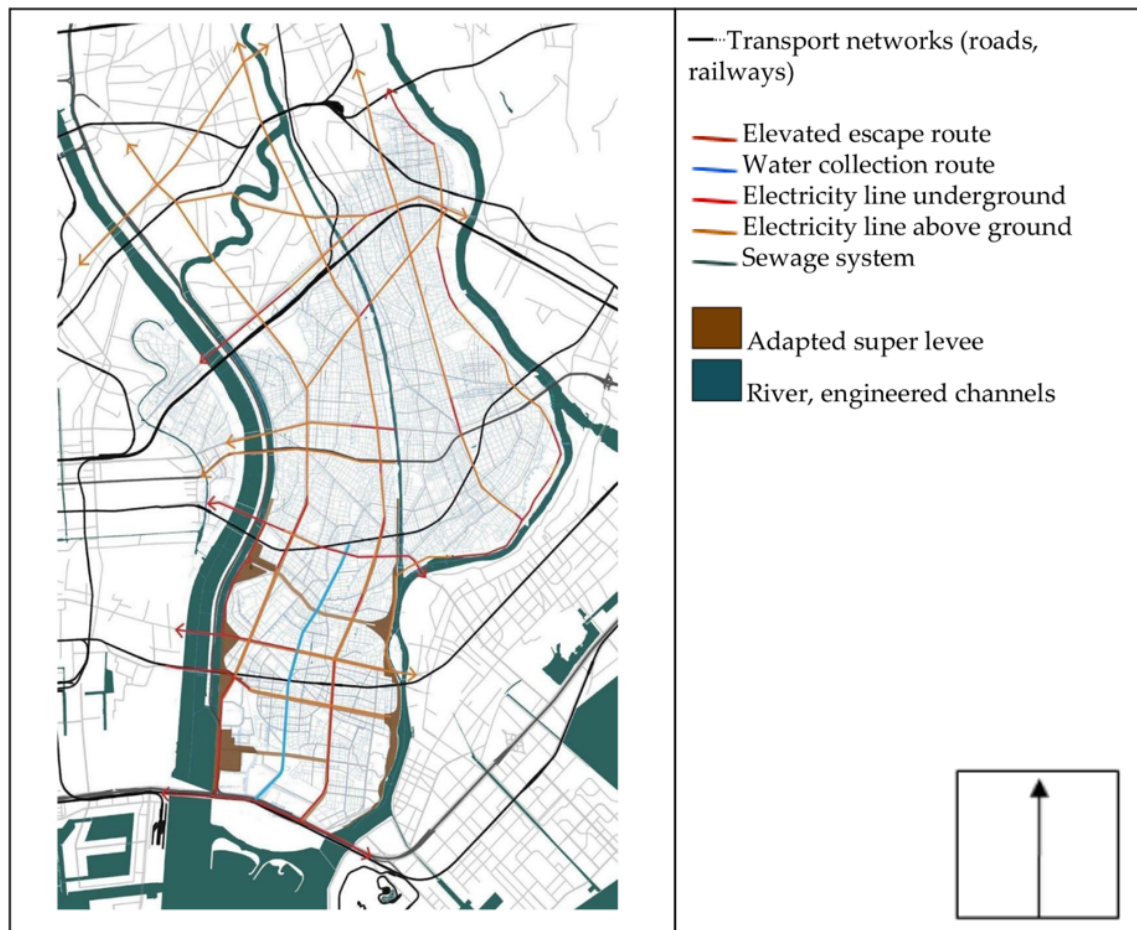 Transport networks (roads,
railways)
Elevated escape route
Water collection route
Electricity line underground
Electricity line above ground
Sewage system
Adapted super levee
River, engineered channels